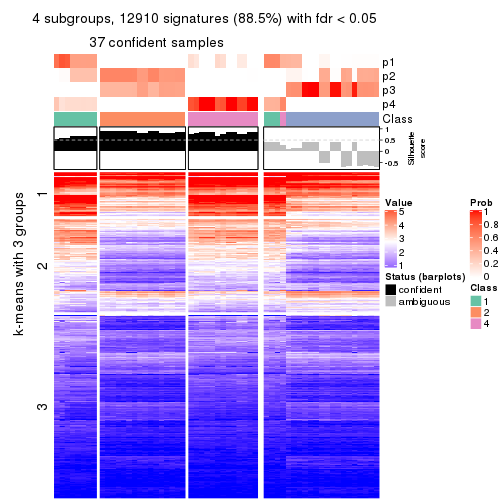 4 subgroups, 12910 signatures (88.5%) with fdr < 0.05
37 confident samples
p1
p2
p3
p4
Class
1
0.5
0
-0.5
Silhouette
score
k-means with 3 groups
1
2
3
Value
5
4
3
2
1
Status (barplots)
confident
ambiguous
Prob
1
0.8
0.6
0.4
0.2
0
Class
1
2
4